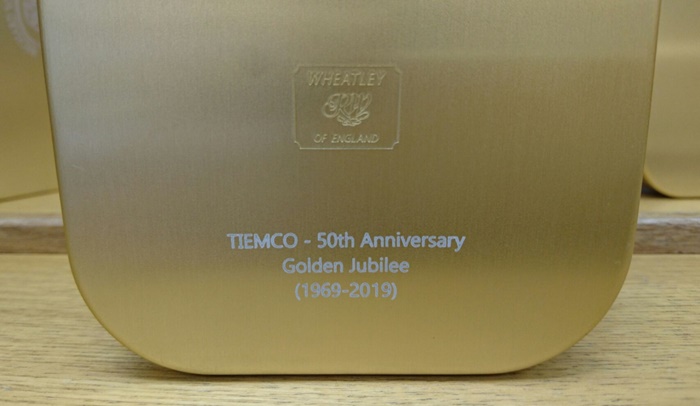 WHEATLEY
OF ENGLAND
TIEMCO - 50th Anniversary
Golden Jubilee
(1969-2019)